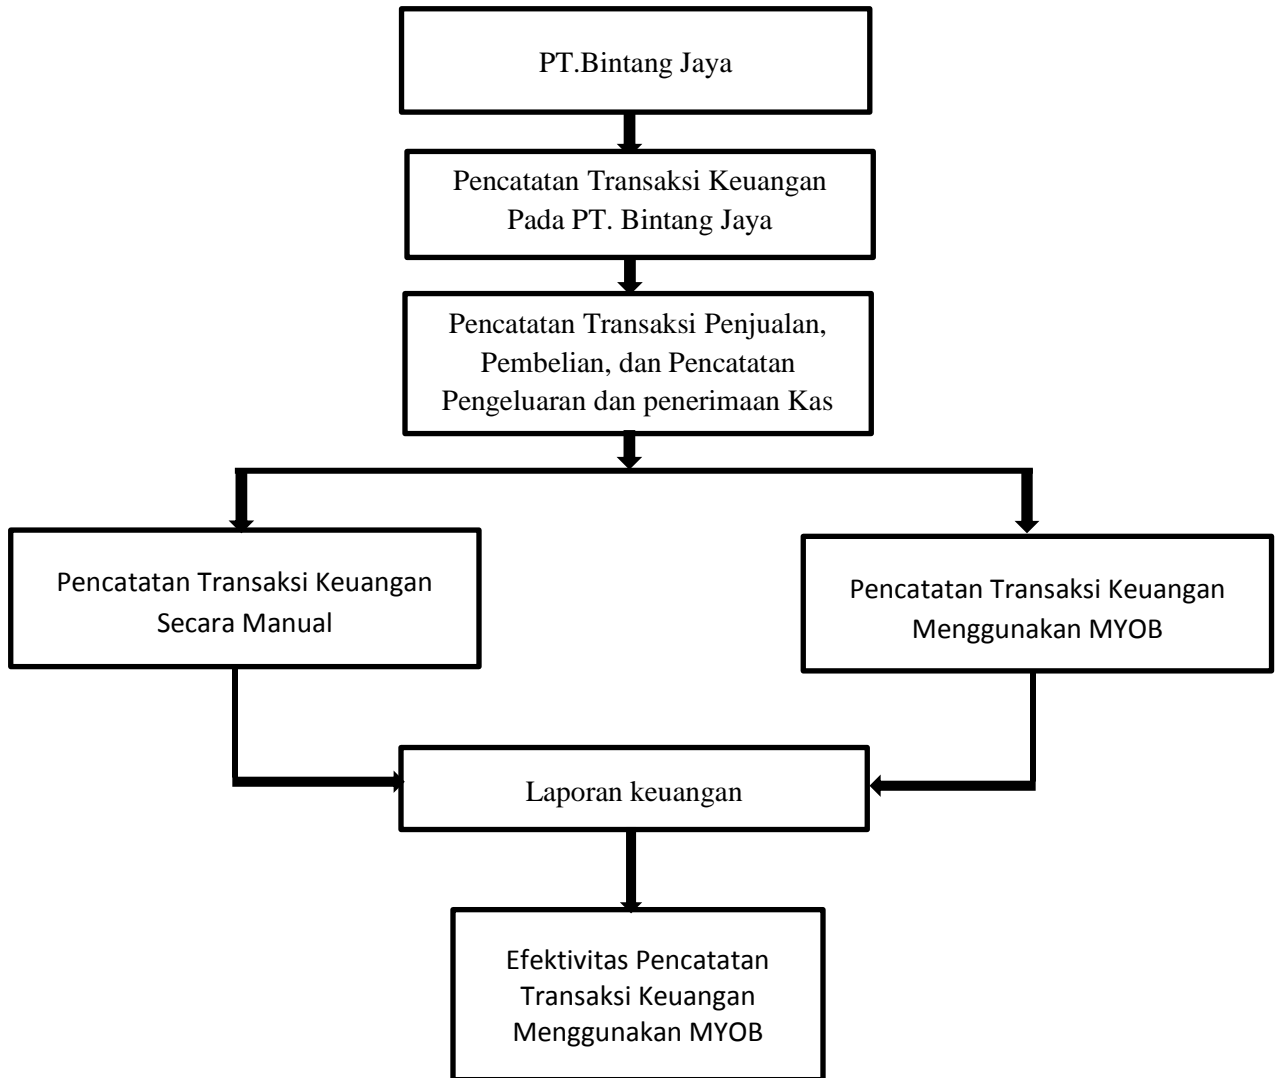 PT.Bintang Jaya
Pencatatan Transaksi Keuangan
Pada PT. Bintang Jaya
Pencatatan Transaksi Penjualan,
Pembelian, dan Pencatatan
Pengeluaran dan penerimaan Kas
Pencatatan Transaksi Keuangan
Secara Manual
Pencatatan Transaksi Keuangan
Menggunakan MYOB
Laporan keuangan
Efektivitas Pencatatan
Transaksi Keuangan
Menggunakan MYOB